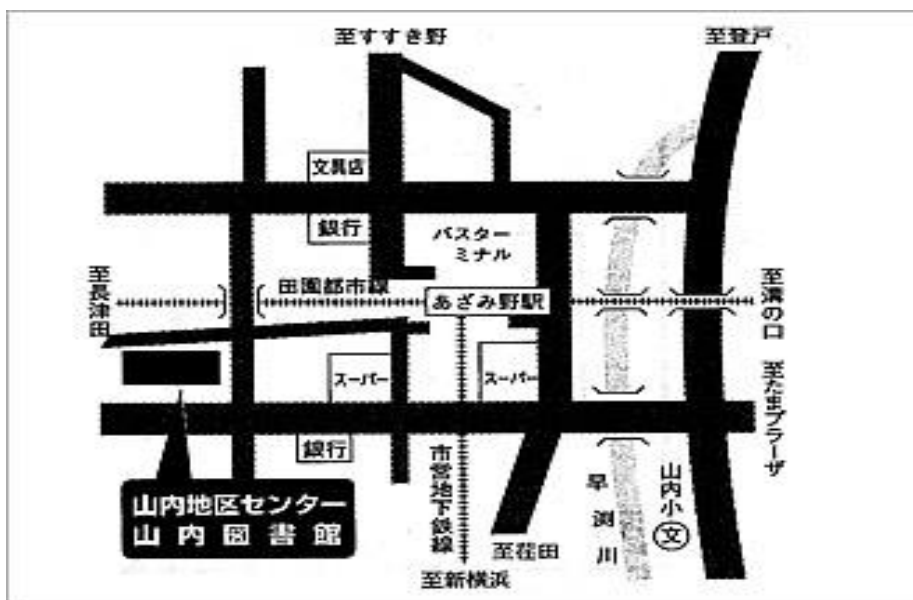 至すすき野
至登戸
文具店
銀行
バスター
ミナル
至長津田
田園都市線
あざみ野駅
至溝の口
スーパー
スーパー
至たまプラーザ
銀行
市営地下鉄線
山内小
文
早渕川
山内地区センター
山内図書館
至荏田
至新横浜